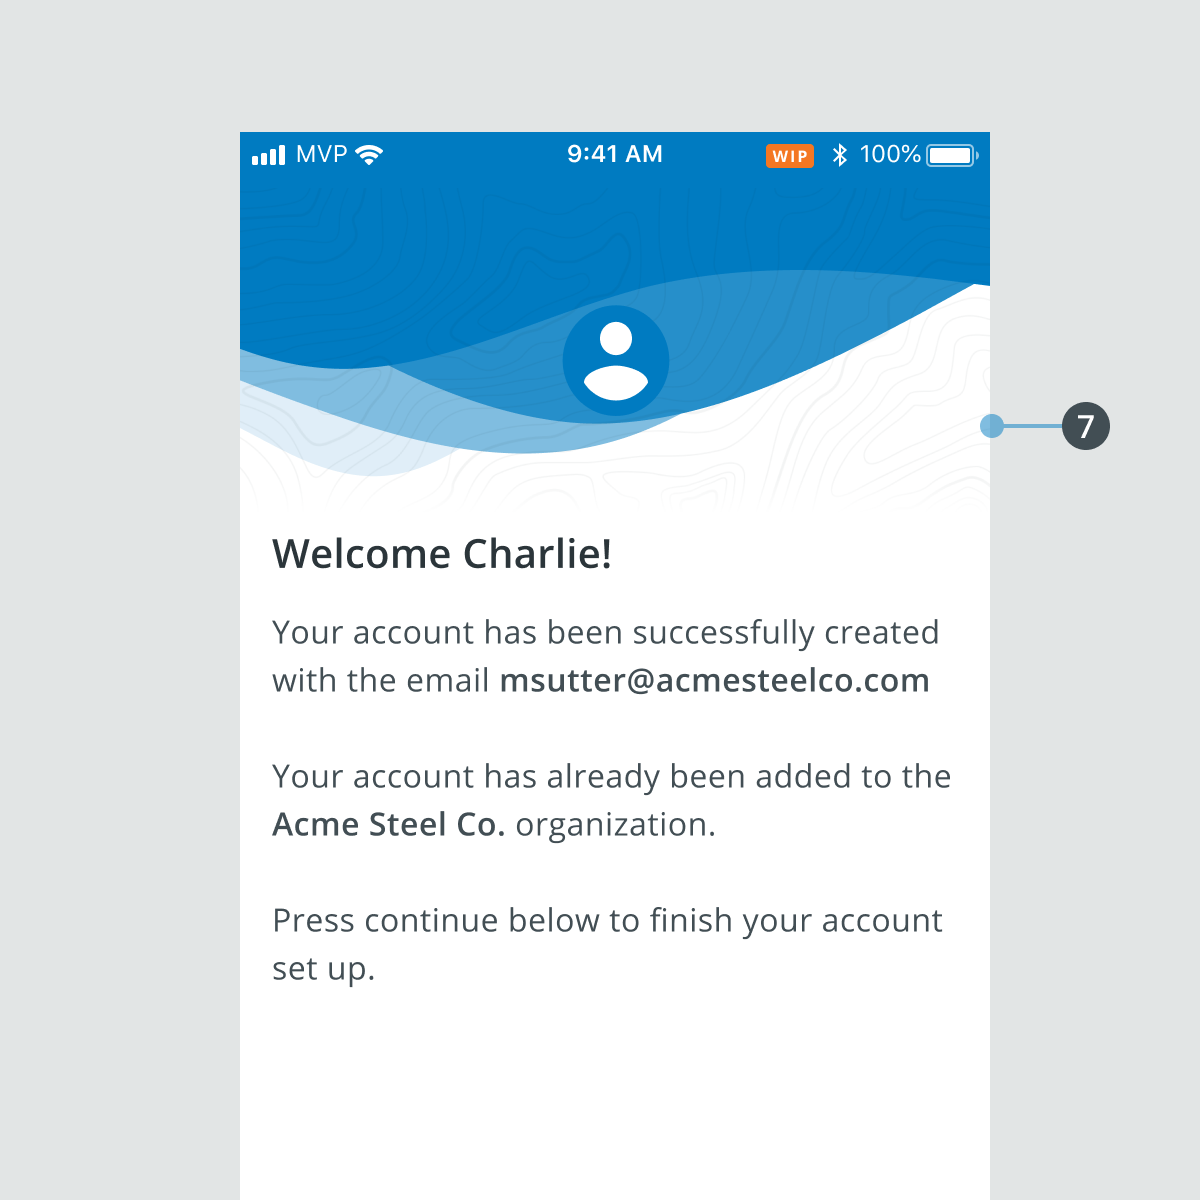 MVP 9:41 AM WIP 100%
7
Welcome Charlie!
Your account has been successfully created
with the email msutter@acmesteelco.com
Your account has already been added to the
Acme Steel Co. organization.
Press continue below to finish your account
set up.